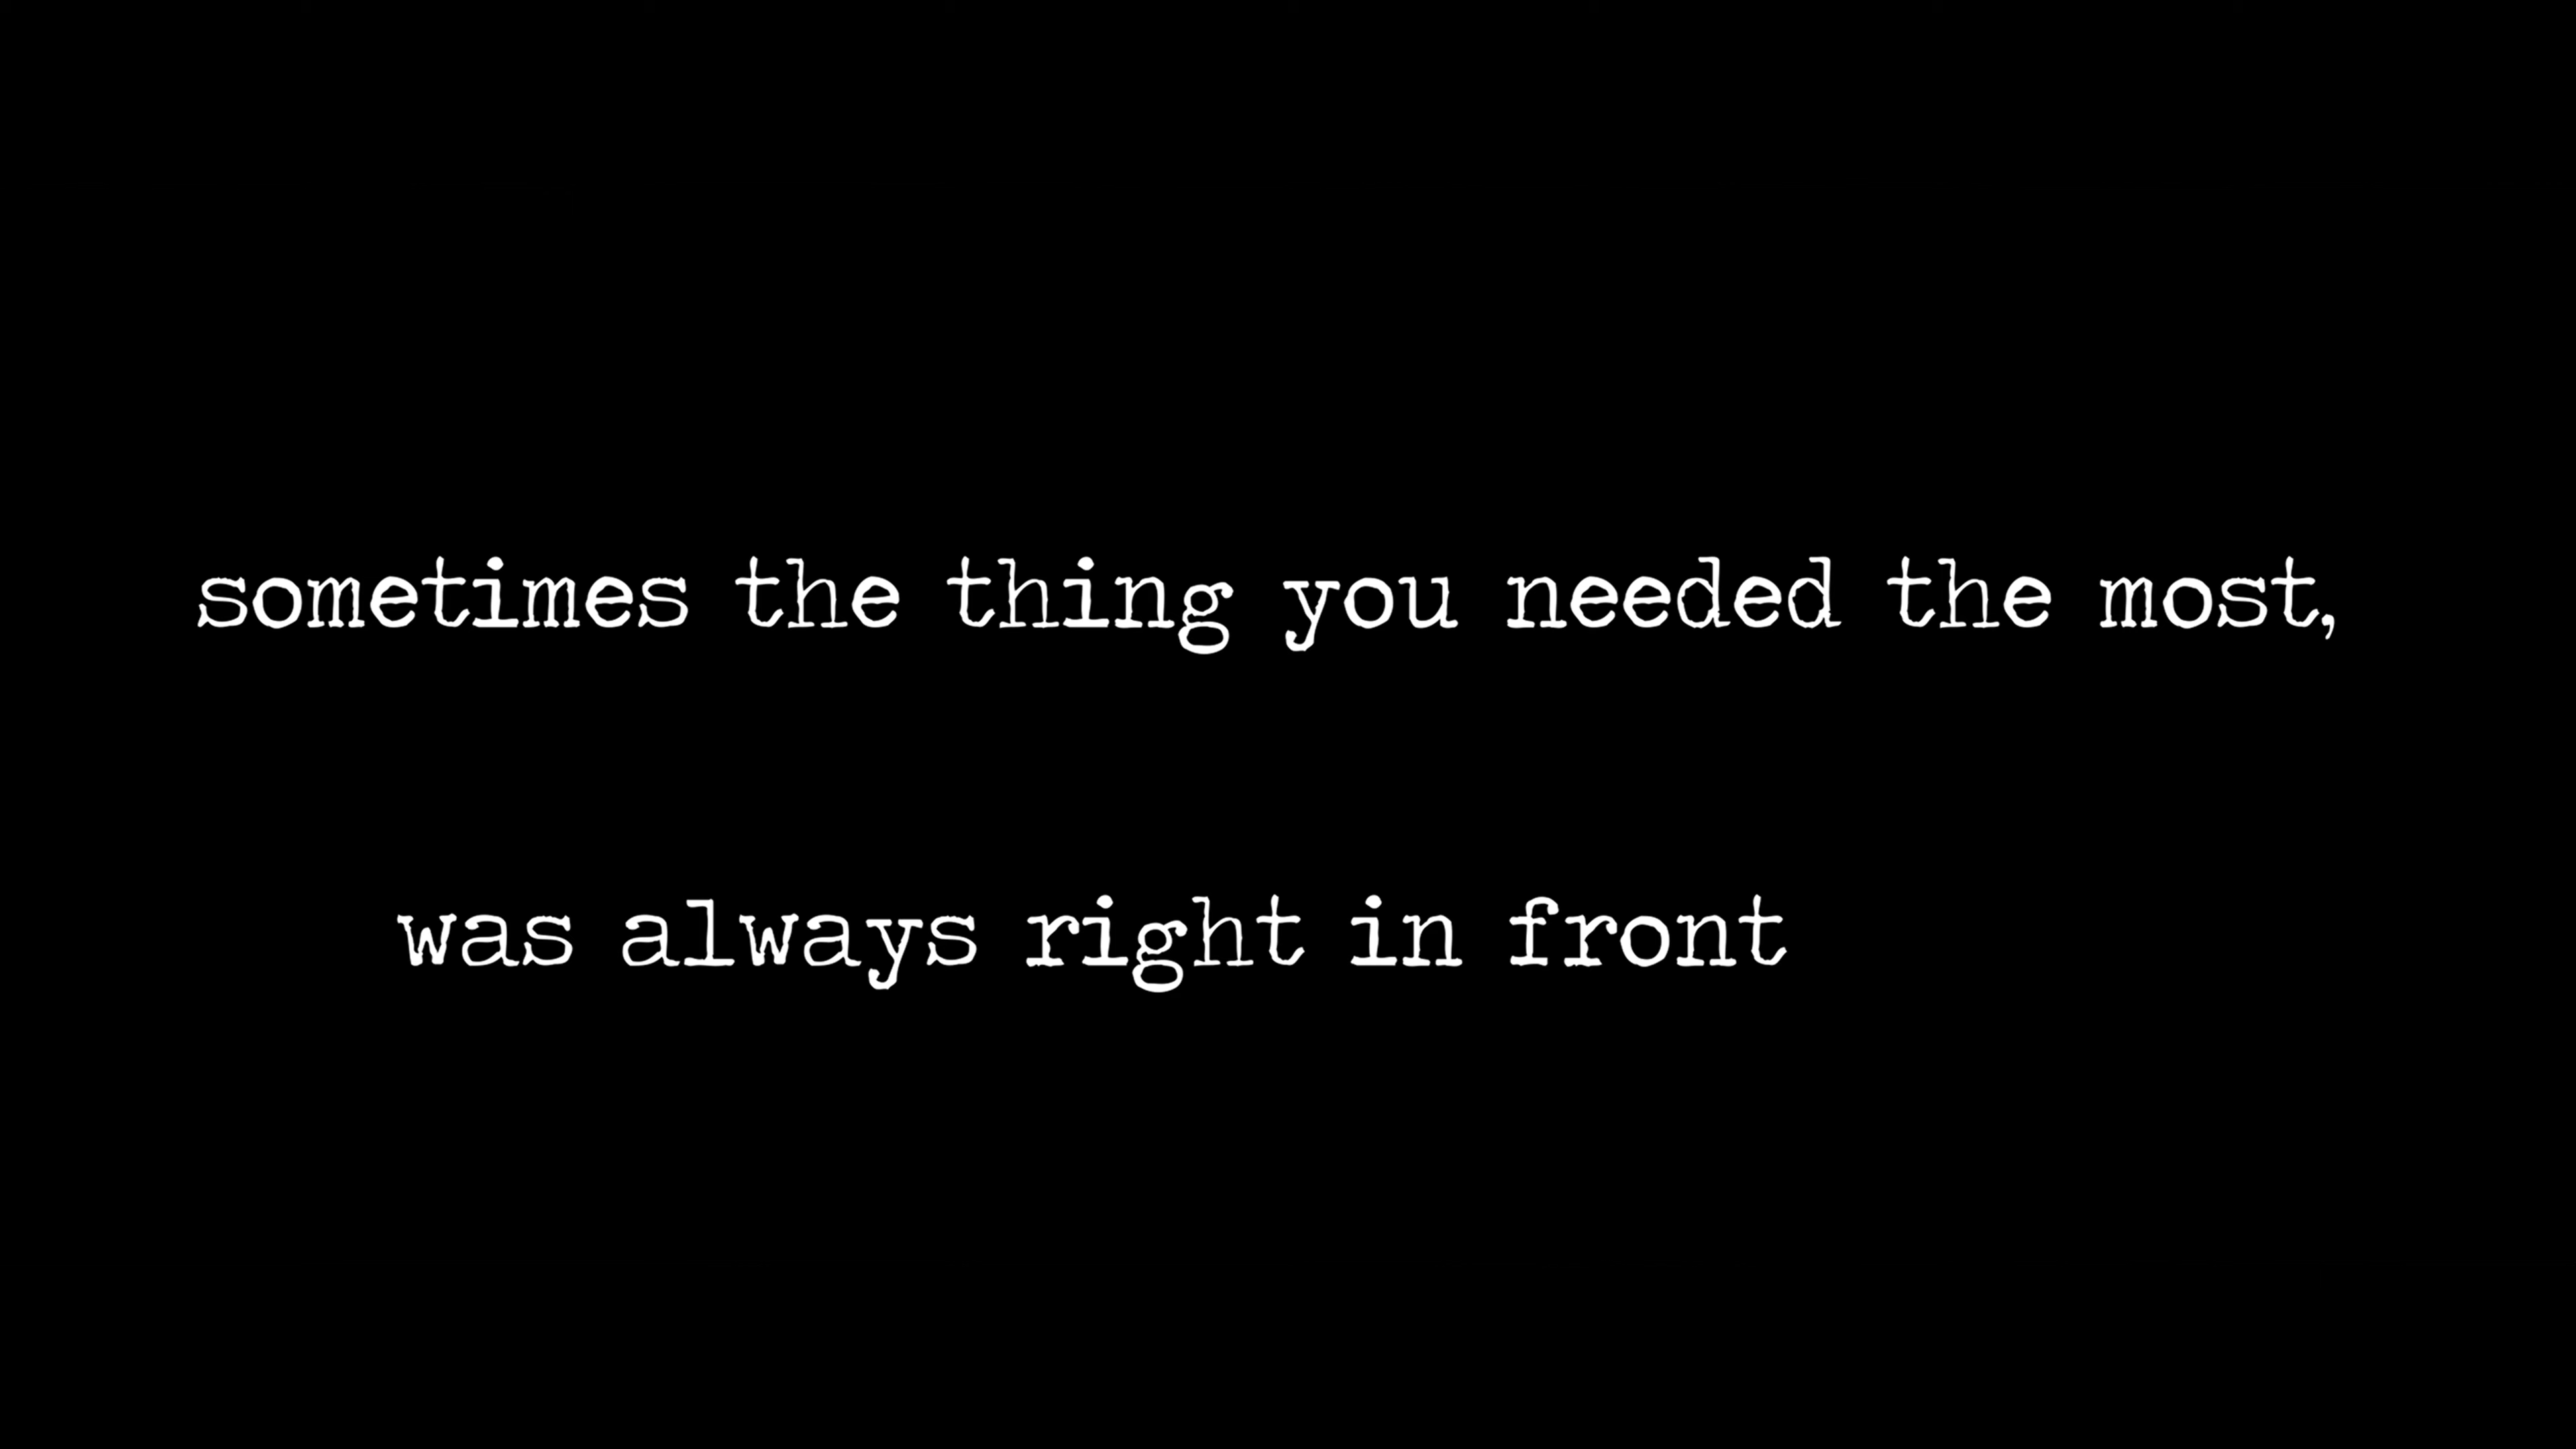 sometimes the thing you needed the most,
was always right in front